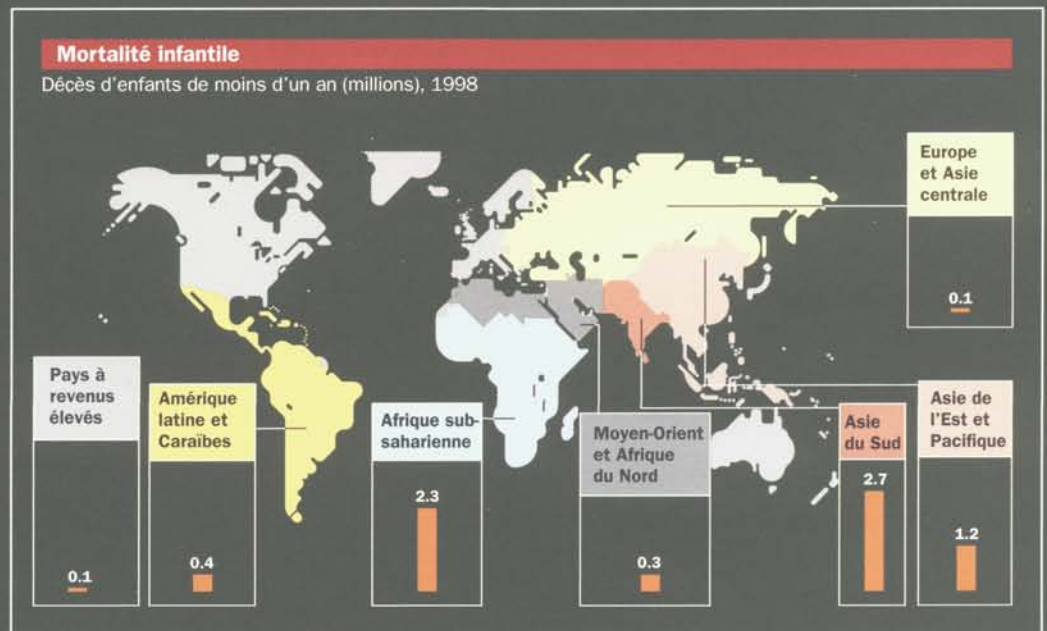 Mortalité infantile
Décès d'enfants de moins d'un an (millions), 1998
Europe
et Asie
centrale
0.1
Pays à
revenus
élevés
0.1
Amérique
latine et
Caraïbes
0.4
Afrique sub-
saharienne
2.3
Moyen-Orient
et Afrique
du Nord
0.3
Asie
du Sud
2.7
Asie de
l'Est et
Pacifique
1.2